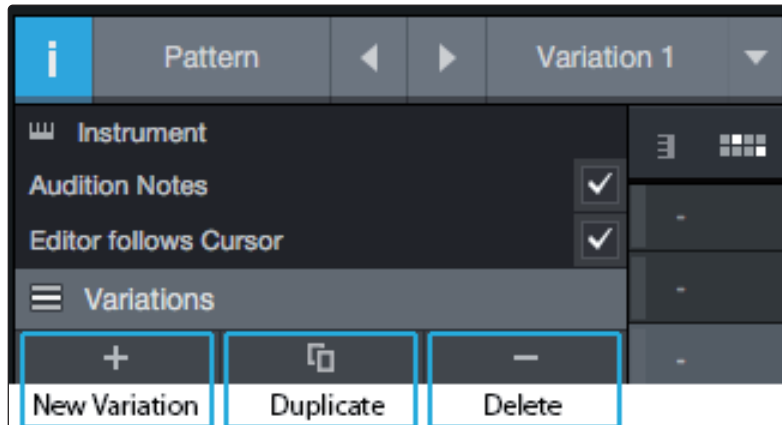 i Pattern Variation 1
Instrument
Audition Notes
Editor follows Cursor
Variations
New Variation Duplicate Delete